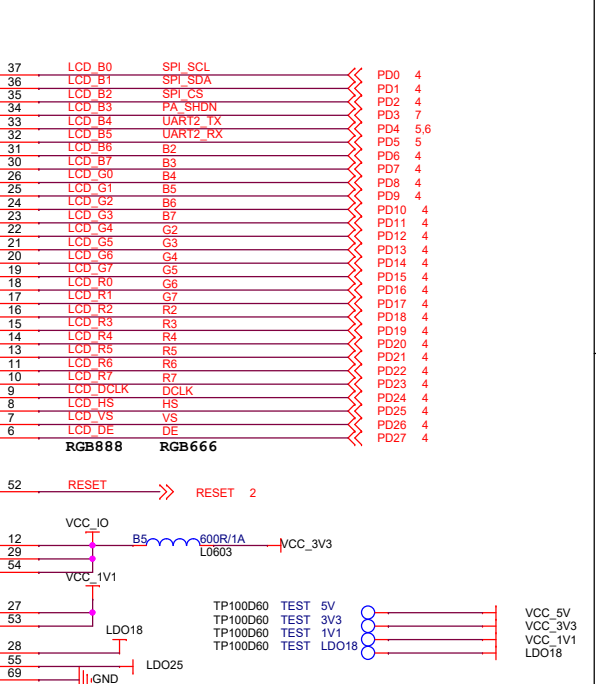 37 LCD_B0 SPI_SCL PD0 4
36 LCD_B1 SPI_SDA PD1 4
35 LCD_B2 SPI_CS PD2 4
34 LCD_B3 PA_SHDN PD3 7
33 LCD_B4 UART2_TX PD4 5,6
32 LCD_B5 UART2_RX PD5 5
31 LCD_B6 B2 PD6 4
30 LCD_B7 B3 PD7 4
26 LCD_G0 B4 PD8 4
25 LCD_G1 B5 PD9 4
24 LCD_G2 B6 PD10 4
23 LCD_G3 B7 PD11 4
22 LCD_G4 G2 PD12 4
21 LCD_G5 G3 PD13 4
20 LCD_G6 G4 PD14 4
19 LCD_G7 G5 PD15 4
18 LCD_R0 G6 PD16 4
17 LCD_R1 G7 PD17 4
16 LCD_R2 R2 PD18 4
15 LCD_R3 R3 PD19 4
14 LCD_R4 R4 PD20 4
13 LCD_R5 R5 PD21 4
11 LCD_R6 R6 PD22 4
10 LCD_R7 R7 PD23 4
9 LCD_DCLK DCLK PD24 4
8 LCD_HS HS PD25 4
7 LCD_VS VS PD26 4
6 LCD_DE DE PD27 4
RGB888 RGB666
52 RESET RESET 2
VCC_IO
12 B5 600R/1A VCC_3V3
29 L0603
54
VCC_1V1
27 TP100D60 TEST 5V VCC_5V
53 TP100D60 TEST 3V3 VCC_3V3
LDO18 TP100D60 TEST 1V1 VCC_1V1
28 TP100D60 TEST LDO18 LDO18
55 LDO25
69 GND